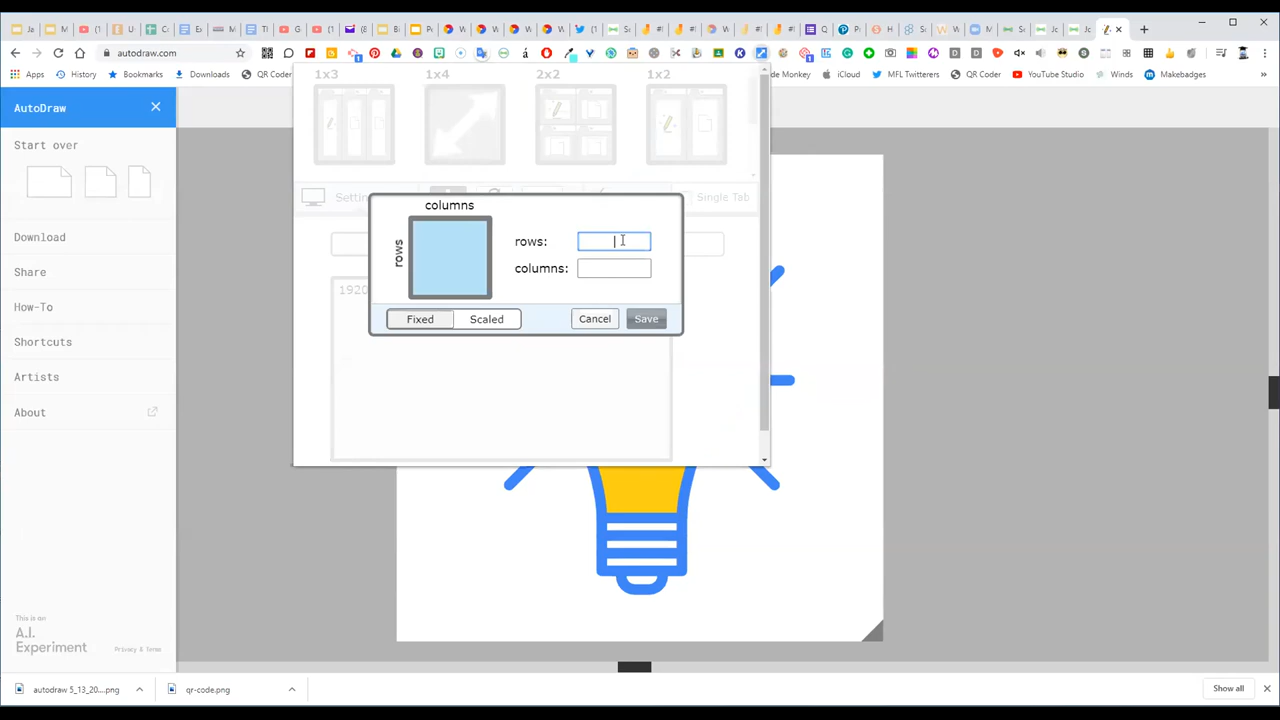 autodraw.com
Apps
History
Bookmarks
Downloads
QR Coder
de Monkey
iCloud
MFL Twitterers
QR Coder
YouTube Studio
Winds
Makebadges
»
AutoDraw
Start over
Download
Share
How-To
Shortcuts
Artists
About
This is an
A.I.
Experiment
Privacy & Terms
1x3
1x4
2x2
1x2
Single Tab
1920
columns
rows
rows:
columns:
Fixed
Scaled
Cancel
Save
autodraw 5_13_20....png
qr-code.png
Show all